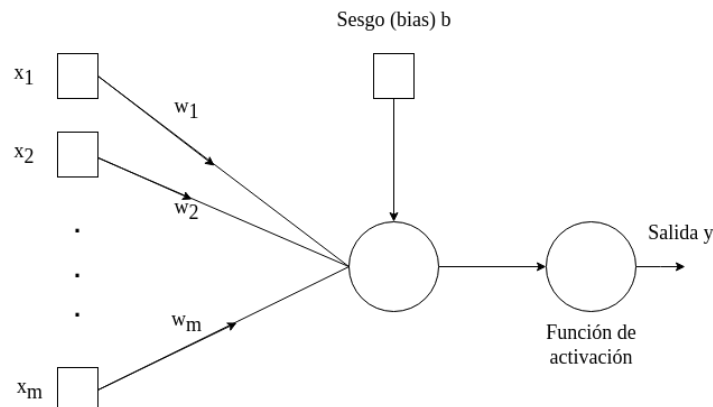 Sesgo (bias) b
x1
w1
x2
w2
Salida y
wm
Función de
activación
xm